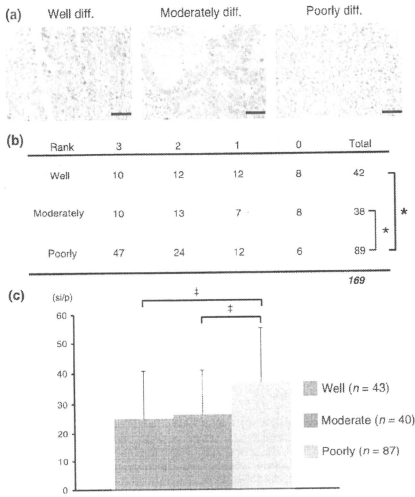 (a) Well diff. Moderately diff. Poorly diff.
(b)
Rank 3 2 1 0 Total
Well 10 12 12 8 42
Moderately 10 13 7 8 38
*
*
Poorly 47 24 12 6 89
169
(c)
(si/p)
‡
‡
60
50
40
30
20
10
0
Well (n = 43)
Moderate (n = 40)
Poorly (n = 87)